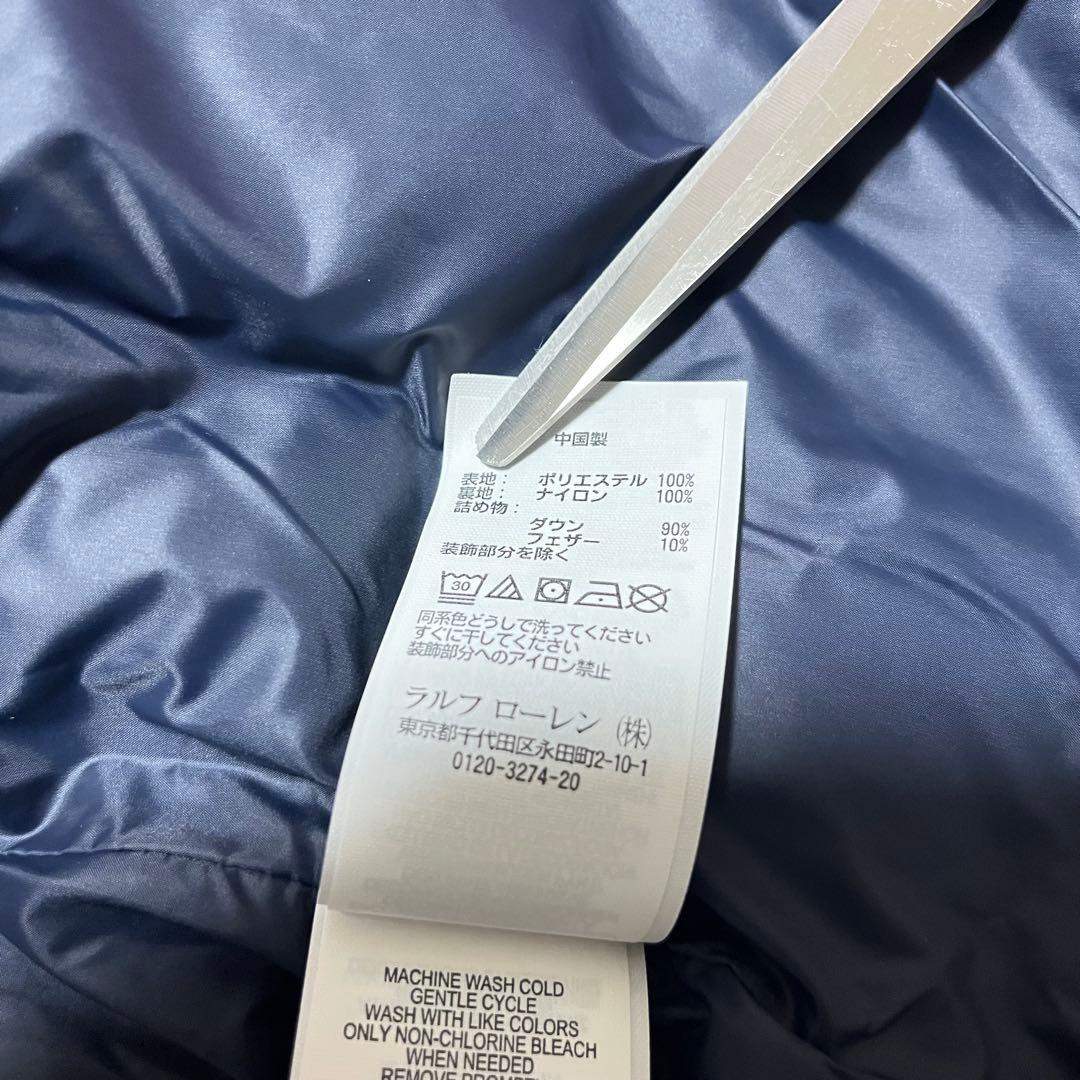 中国製
表地： ポリエステル 100%
裏地： ナイロン 100%
詰め物：
ダウン 90%
フェザー 10%
装飾部分を除く
30
同系色どうしで洗ってください
すぐに干してください
装飾部分へのアイロン禁止
ラルフ ローレン (株)
東京都千代田区永田町2-10-1
0120-3274-20
MACHINE WASH COLD
GENTLE CYCLE
WASH WITH LIKE COLORS
ONLY NON-CHLORINE BLEACH
WHEN NEEDED
REMOVE